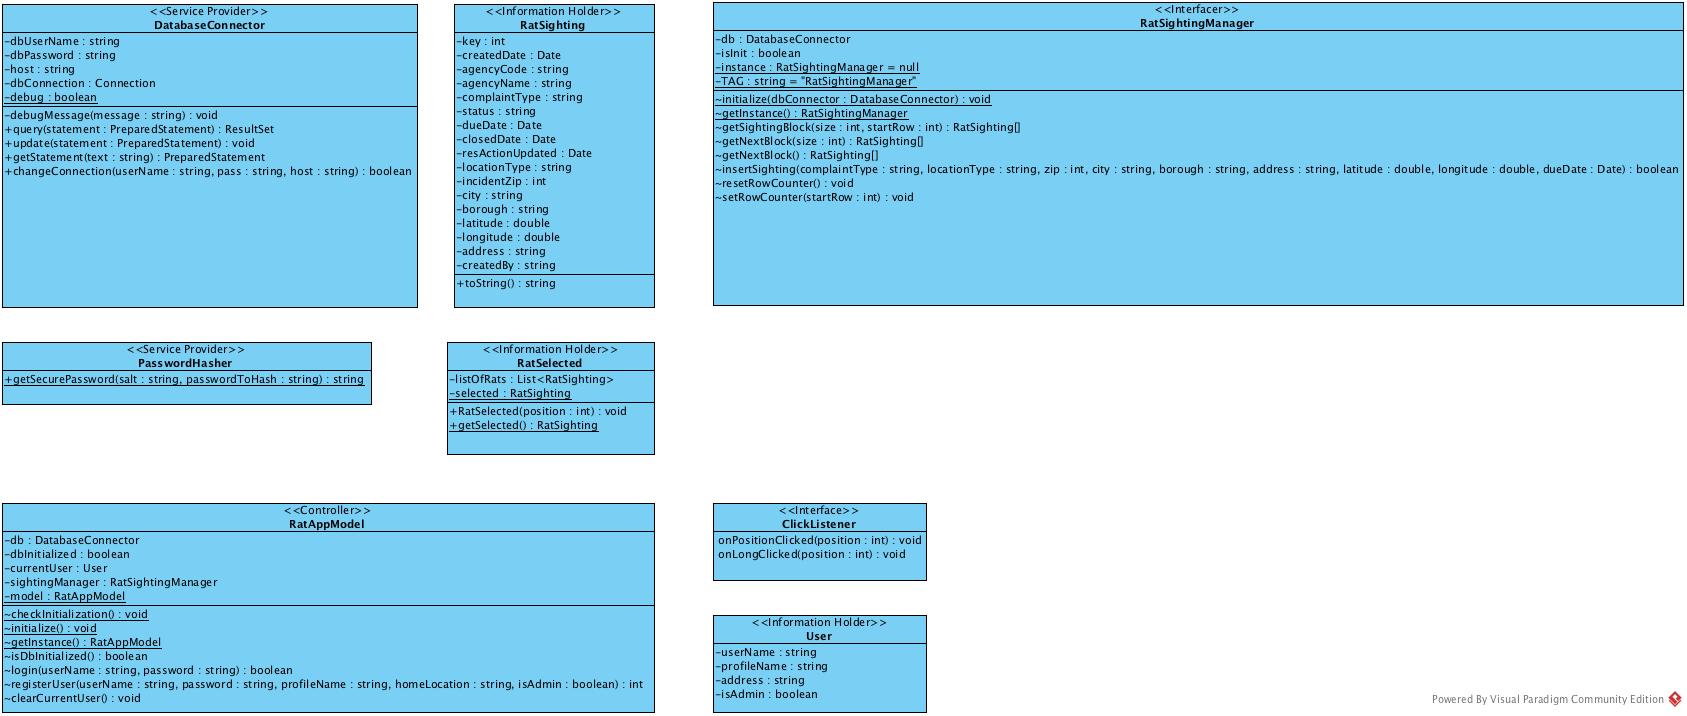 <<Service Provider>>
DatabaseConnector
-dbUserName : string
-dbPassword : string
-host : string
-dbConnection : Connection
-debug : boolean
-debugMessage(message : string) : void
+query(statement : PreparedStatement) : ResultSet
+update(statement : PreparedStatement) : void
+getStatement(text : string) : PreparedStatement
+changeConnection(userName : string, pass : string, host : string) : boolean
<<Information Holder>>
RatSighting
-key : int
-createdDate : Date
-agencyCode : string
-agencyName : string
-complaintType : string
-status : string
-dueDate : Date
-closedDate : Date
-resActionUpdated : Date
-locationType : string
-incidentZip : int
-city : string
-borough : string
-latitude : double
-longitude : double
-address : string
-createdBy : string
+toString() : string
<<Interfacer>>
RatSightingManager
-db : DatabaseConnector
-isInit : boolean
-instance : RatSightingManager = null
-TAG : string = "RatSightingManager"
~initialize(dbConnector : DatabaseConnector) : void
~getInstance() : RatSightingManager
~getSightingBlock(size : int, startRow : int) : RatSighting[]
~getNextBlock(size : int) : RatSighting[]
~getNextBlock() : RatSighting[]
~insertSighting(complaintType : string, locationType : string, zip : int, city : string, borough : string, address : string, latitude : double, longitude : double, dueDate : Date) : boolean
~resetRowCounter() : void
~setRowCounter(startRow : int) : void
<<Service Provider>>
PasswordHasher
+getSecurePassword(salt : string, passwordToHash : string) : string
<<Information Holder>>
RatSelected
-listOfRats : List<RatSighting>
-selected : RatSighting
+RatSelected(position : int) : void
+getSelected() : RatSighting
<<Controller>>
RatAppModel
-db : DatabaseConnector
-dbInitialized : boolean
-currentUser : User
-sightingManager : RatSightingManager
-model : RatAppModel
~checkInitialization() : void
~initialize() : void
~getInstance() : RatAppModel
~isDbInitialized() : boolean
~login(userName : string, password : string) : boolean
~registerUser(userName : string, password : string, profileName : string, homeLocation : string, isAdmin : boolean) : int
~clearCurrentUser() : void
<<Interface>>
ClickListener
onPositionClicked(position : int) : void
onLongClicked(position : int) : void
<<Information Holder>>
User
-userName : string
-profileName : string
-address : string
-isAdmin : boolean
Powered By Visual Paradigm Community Edition